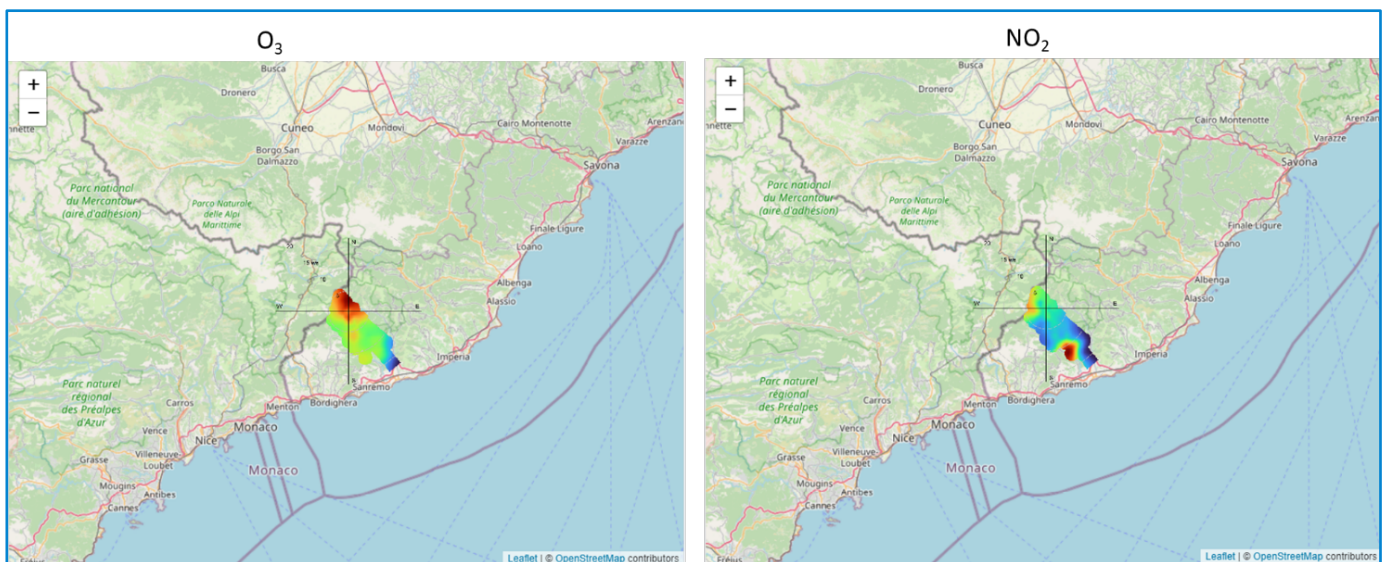 O3
+
−
Busca
Dronero
Cuneo
Mondovì
Borgo San
Dalmazzo
Cairo Montenotte
Arenzan
Varazze
Savona
Parc national
du Mercantour
(aire d'adhésion)
Parco Naturale
delle Alpi
Marittime
Finale Ligure
Loano
Albenga
Alassio
N
W
E
S
Imperia
Sanremo
Bordighera
Menton
Parc naturel
régional
des Préalpes
d'Azur
Carros
Monaco
Nice
Vence
Villeneuve-
Loubet
Grasse
Mougins
Antibes
Cannes
Monaco
Leaflet | © OpenStreetMap contributors
NO2
+
−
Busca
Dronero
Cuneo
Mondovì
Borgo San
Dalmazzo
Cairo Montenotte
Arenzan
Varazze
Savona
Parc national
du Mercantour
(aire d'adhésion)
Parco Naturale
delle Alpi
Marittime
Finale Ligure
Loano
Albenga
Alassio
N
W
E
S
Imperia
Sanremo
Bordighera
Menton
Parc naturel
régional
des Préalpes
d'Azur
Carros
Monaco
Nice
Vence
Villeneuve-
Loubet
Grasse
Mougins
Antibes
Cannes
Monaco
Leaflet | © OpenStreetMap contributors